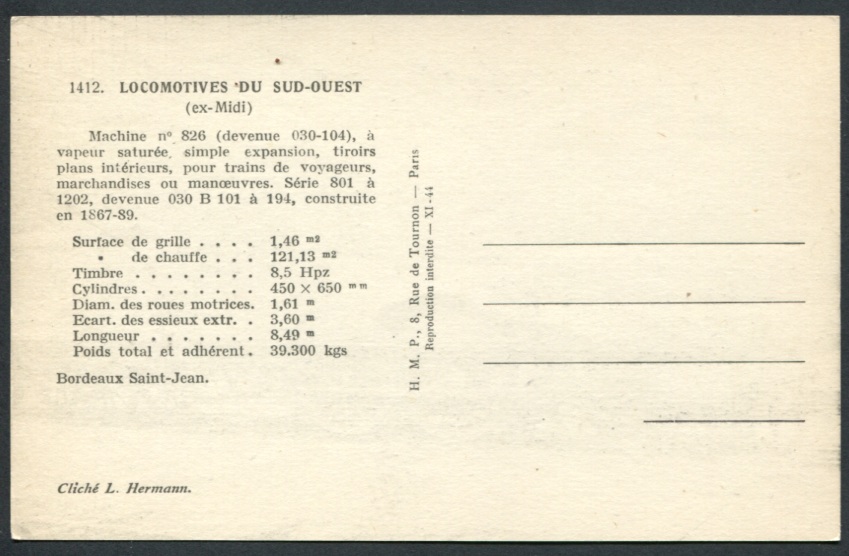 1412. LOCOMOTIVES DU SUD-OUEST
(ex-Midi)
Machine nº 826 (devenue 030-104), à
vapeur saturée, simple expansion, tiroirs
plans intérieurs, pour trains de voyageurs,
marchandises ou manœuvres. Série 801 à
1202, devenue 030 B 101 à 194, construite
en 1867-89.
Surface de grille . . . . 1,46 m2
• de chauffe . . . 121,13 m2
Timbre . . . . . . . . 8,5 Hpz
Cylindres . . . . . . . . 450 × 650 mm
Diam. des roues motrices. 1,61 m
Ecart. des essieux extr. . 3,60 m
Longueur . . . . . . . 8,49 m
Poids total et adhérent . 39.300 kgs
Bordeaux Saint-Jean.
Cliché L. Hermann.
H. M. P., 8, Rue de Tournon — Paris
Reproduction interdite — XI-44